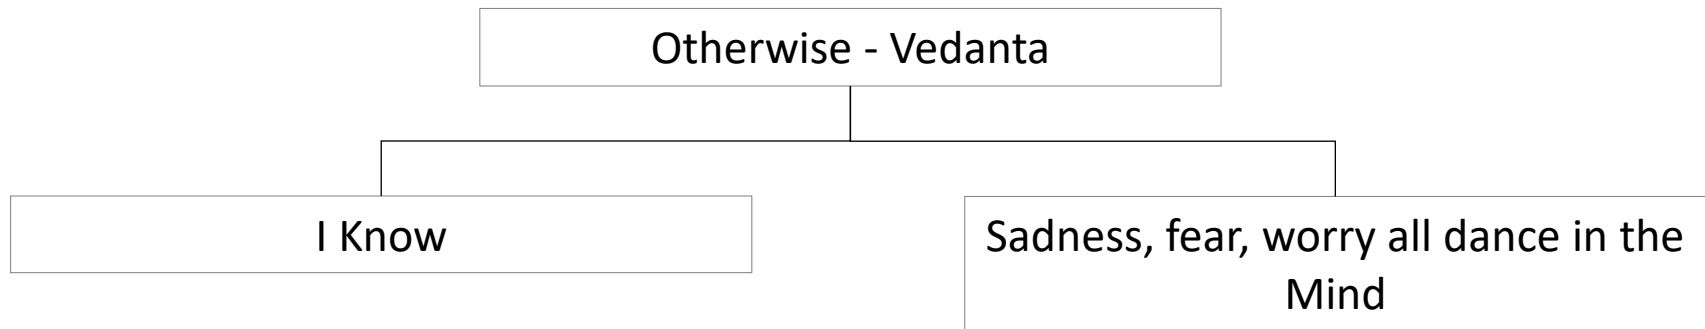 Otherwise - Vedanta
I Know
Sadness, fear, worry all dance in the
Mind